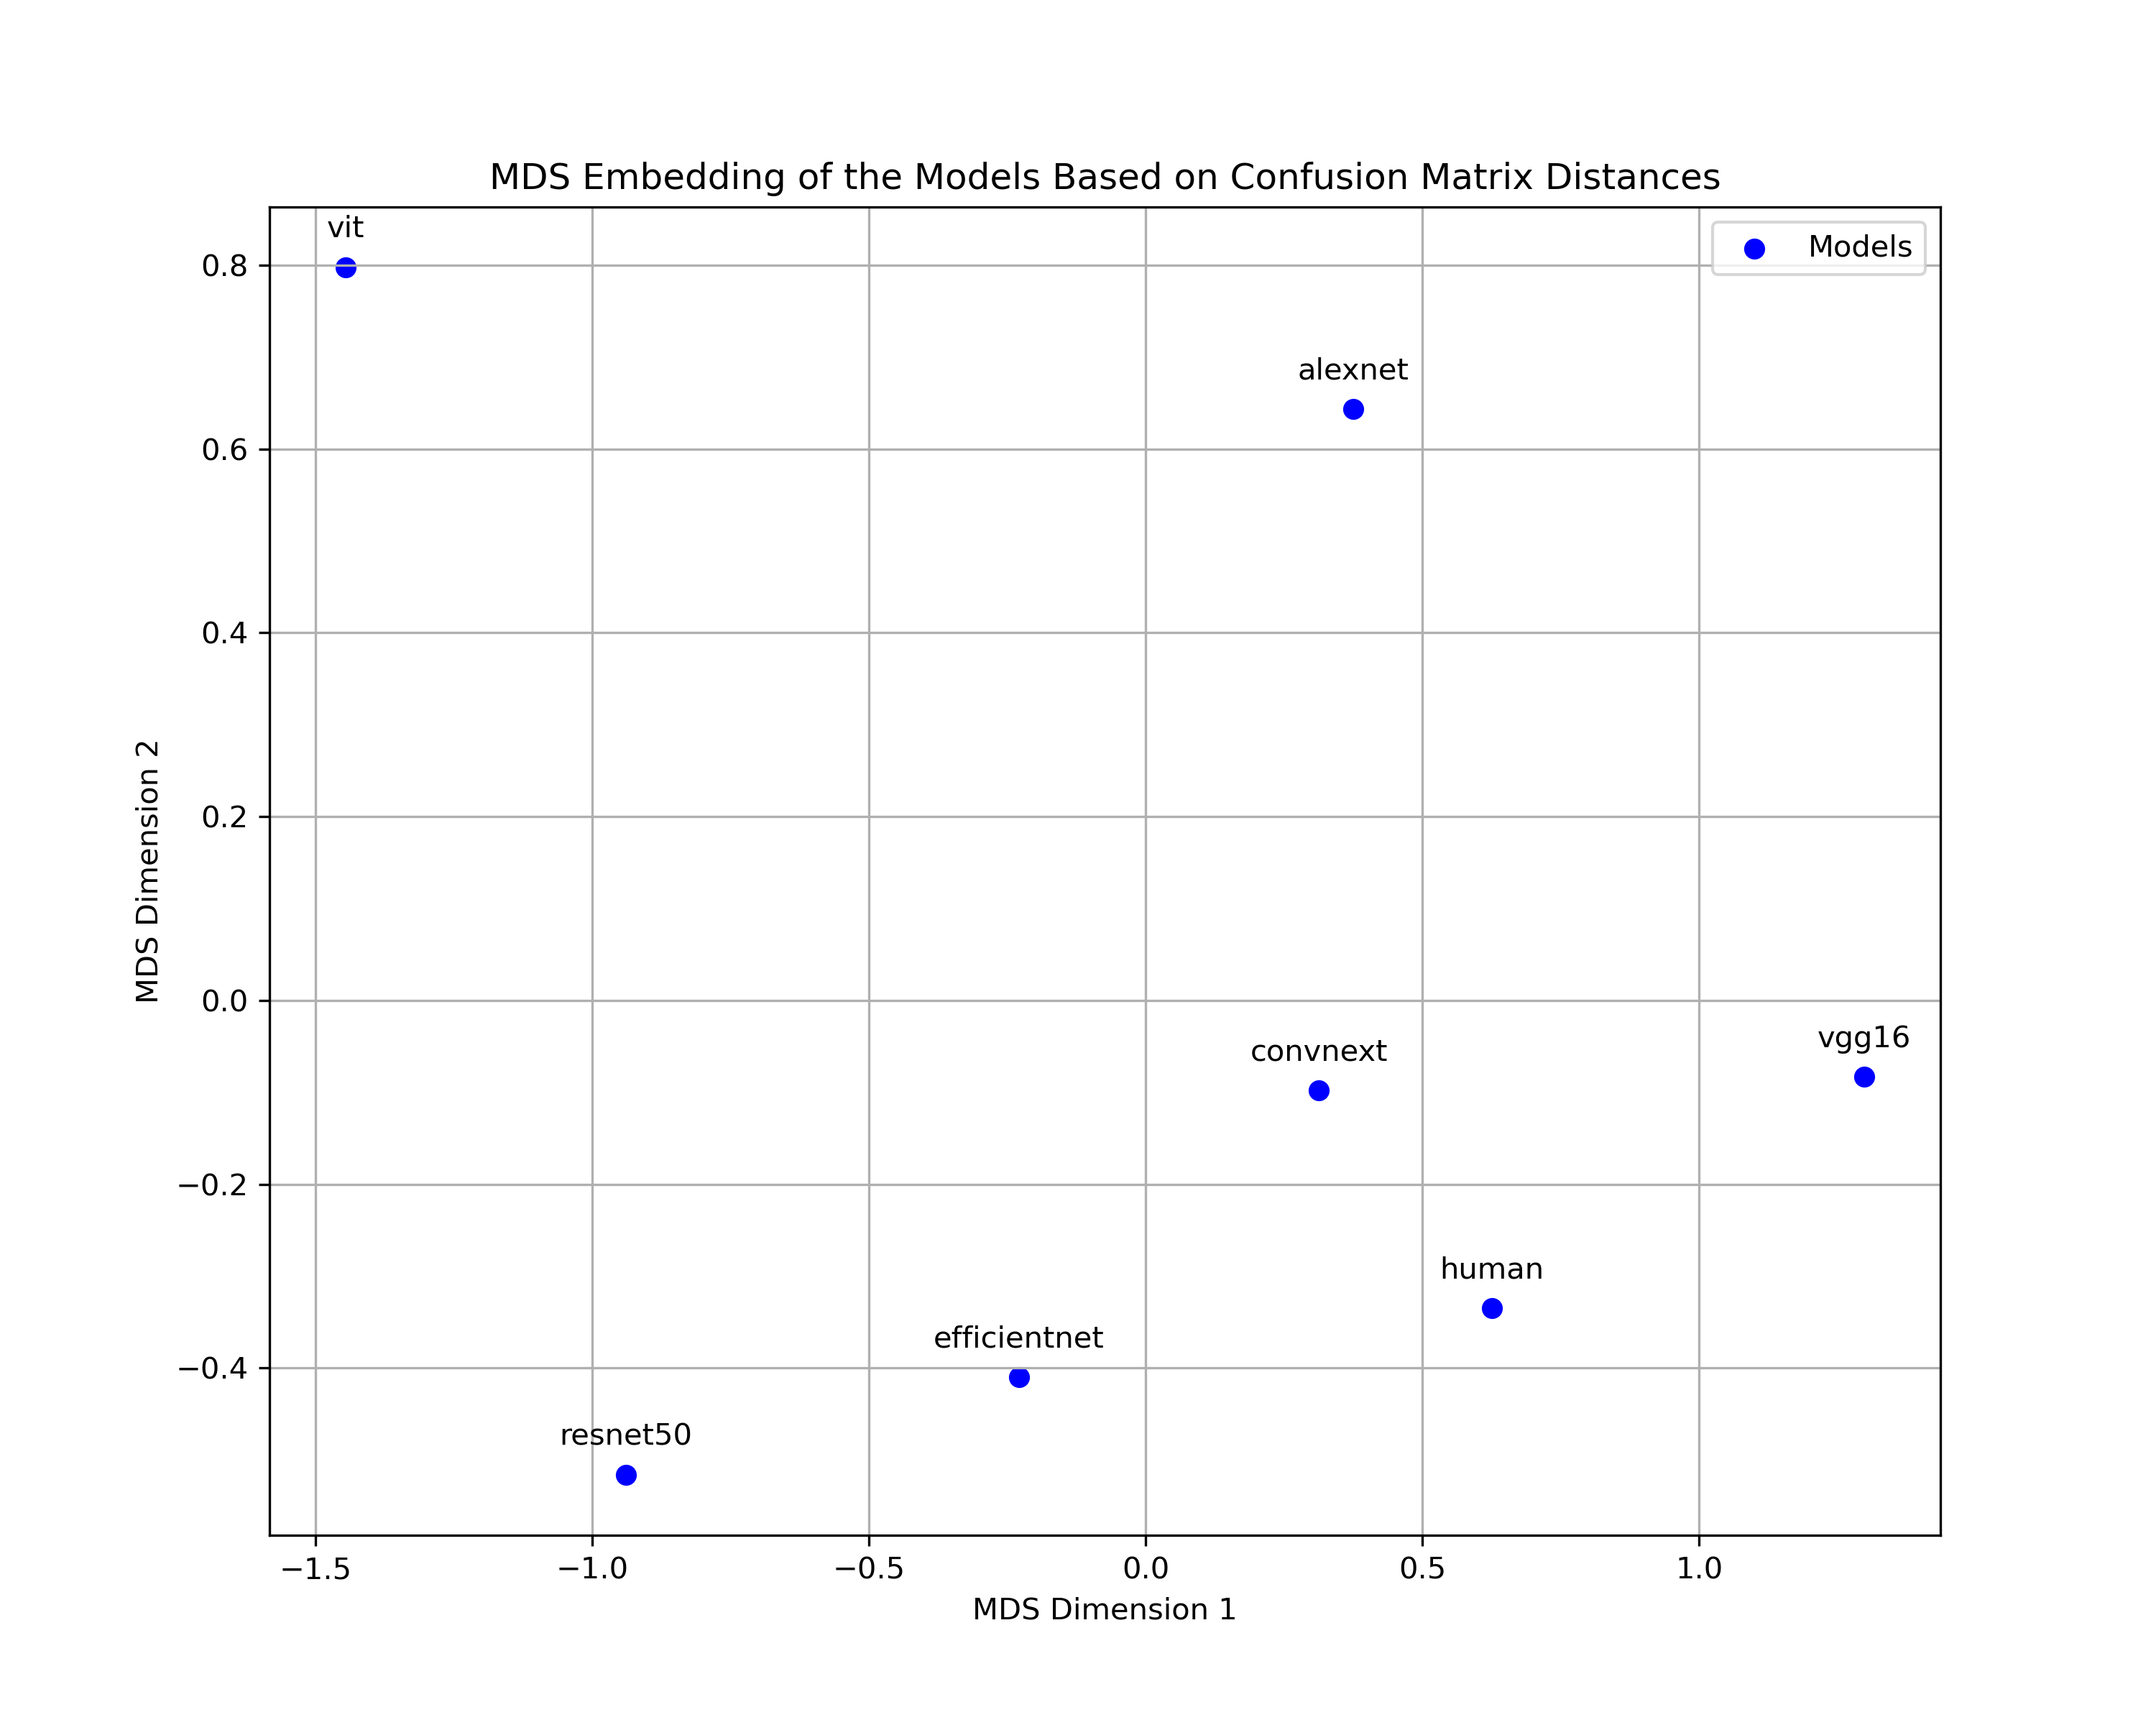 MDS Embedding of the Models Based on Confusion Matrix Distances
vit
Models
0.8
alexnet
0.6
0.4
0.2
MDS Dimension 2
0.0
vgg16
convnext
−0.2
human
efficientnet
−0.4
resnet50
−1.5 −1.0 −0.5 0.0 0.5 1.0
MDS Dimension 1